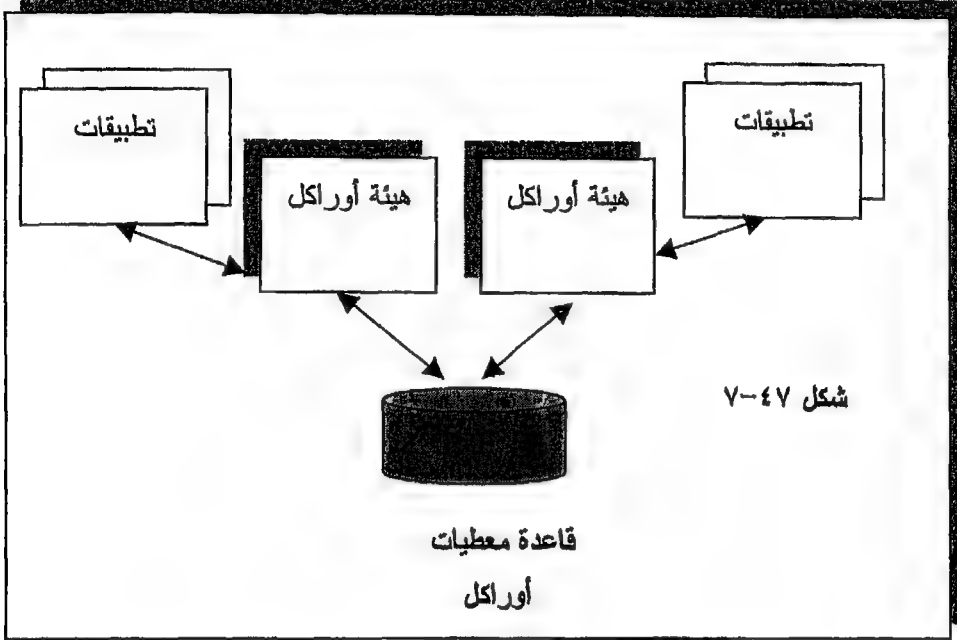 تطبيقات
تطبيقات
هيئة أوراكل
هيئة أوراكل
شكل ٤٧-٧
قاعدة معطيات
أوراكل